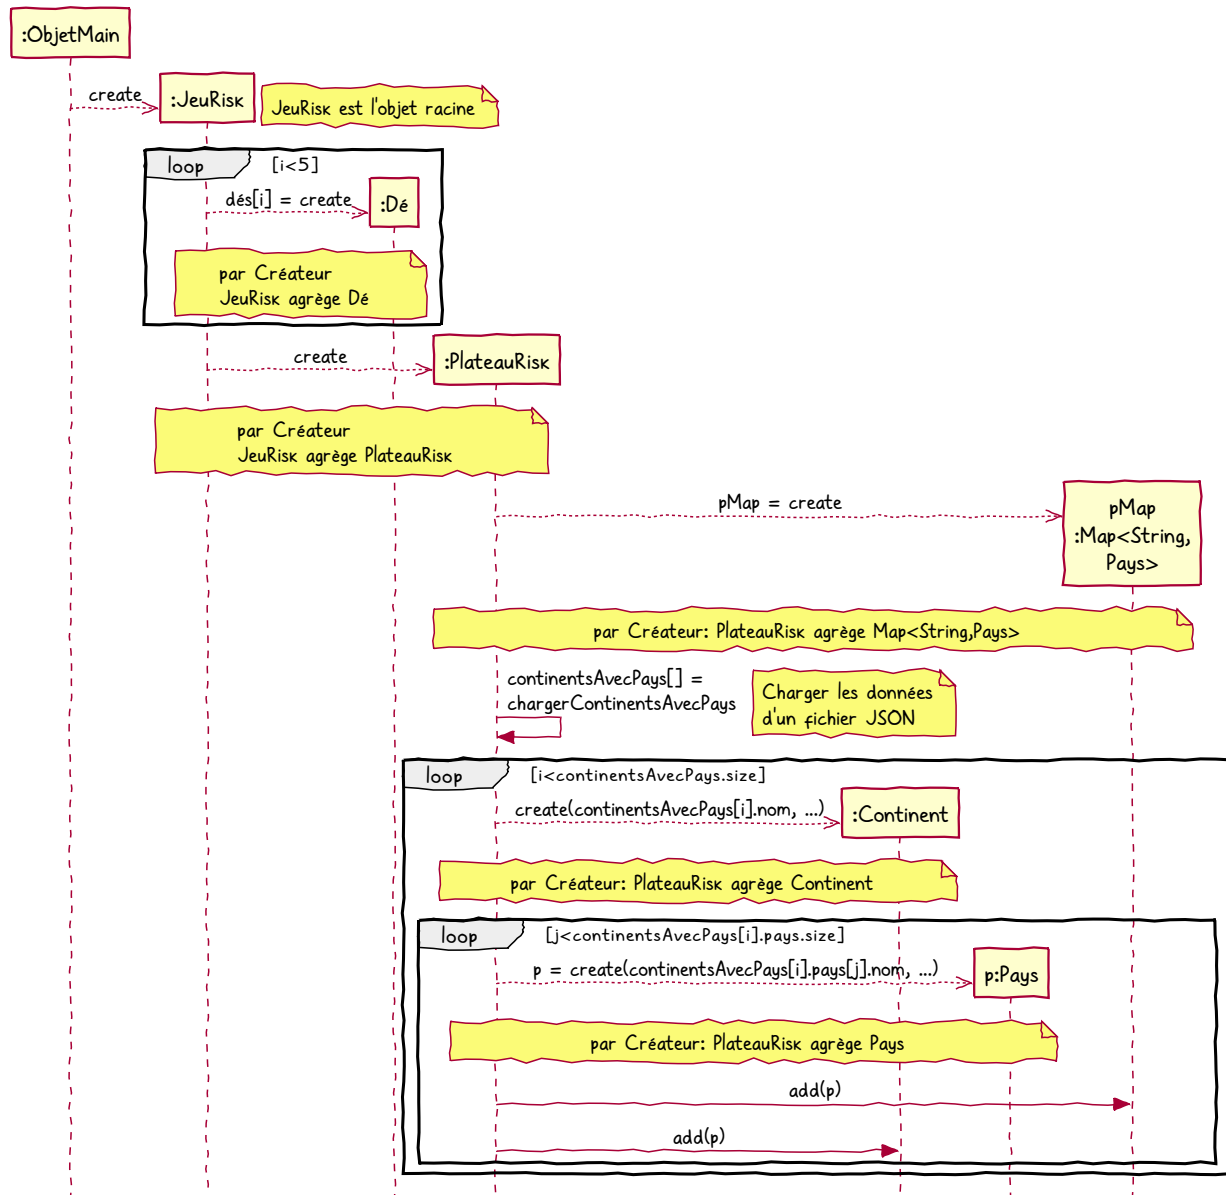 :ObjetMain
create
:JeuRisk
JeuRisk est l'objet racine
loop
[i<5]
dés[i] = create
:Dé
par Créateur
JeuRisk agrège Dé
create
:PlateauRisk
par Créateur
JeuRisk agrège PlateauRisk
pMap = create
pMap
:Map<String,
Pays>
par Créateur: PlateauRisk agrège Map<String,Pays>
continentsAvecPays[] =
chargerContinentsAvecPays
Charger les données
d'un fichier JSON
loop
[i<continentsAvecPays.size]
create(continentsAvecPays[i].nom, ...)
:Continent
par Créateur: PlateauRisk agrège Continent
loop
[j<continentsAvecPays[i].pays.size]
p = create(continentsAvecPays[i].pays[j].nom, ...)
p:Pays
par Créateur: PlateauRisk agrège Pays
add(p)
add(p)